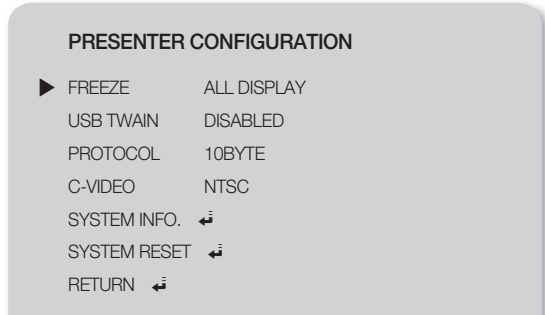 PRESENTER CONFIGURATION
FREEZE ALL DISPLAY
USB TWAIN DISABLED
PROTOCOL 10BYTE
C-VIDEO NTSC
SYSTEM INFO.
SYSTEM RESET
RETURN